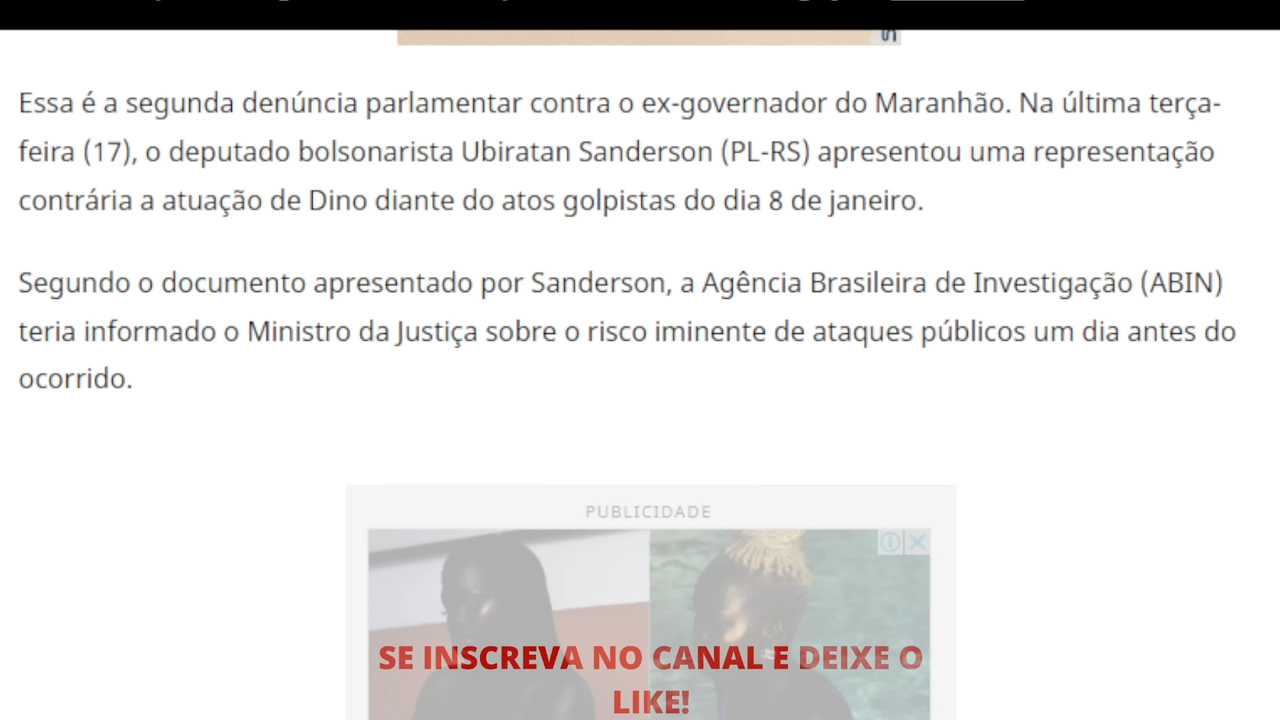 Essa é a segunda denúncia parlamentar contra o ex-governador do Maranhão. Na última terça-
feira (17), o deputado bolsonarista Ubiratan Sanderson (PL-RS) apresentou uma representação
contrária a atuação de Dino diante do atos golpistas do dia 8 de janeiro.
Segundo o documento apresentado por Sanderson, a Agência Brasileira de Investigação (ABIN)
teria informado o Ministro da Justiça sobre o risco iminente de ataques públicos um dia antes do
ocorrido.
PUBLICIDADE
SE INSCREVA NO CANAL E DEIXE O
LIKE!